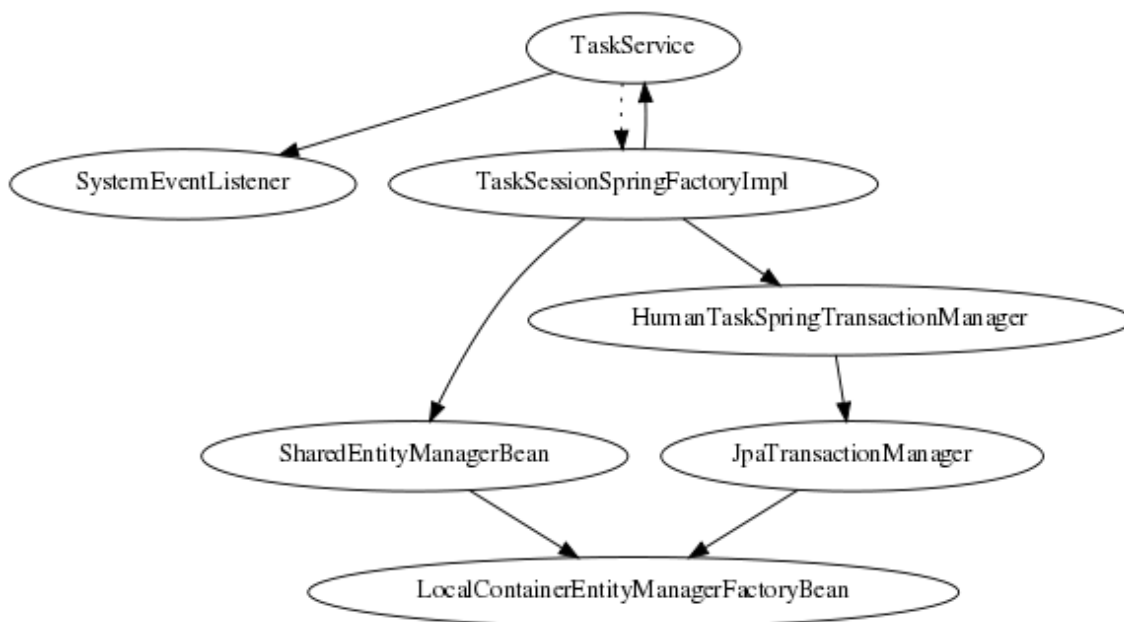 TaskService
SystemEventListener
TaskSessionSpringFactoryImpl
HumanTaskSpringTransactionManager
SharedEntityManagerBean
JpaTransactionManager
LocalContainerEntityManagerFactoryBean